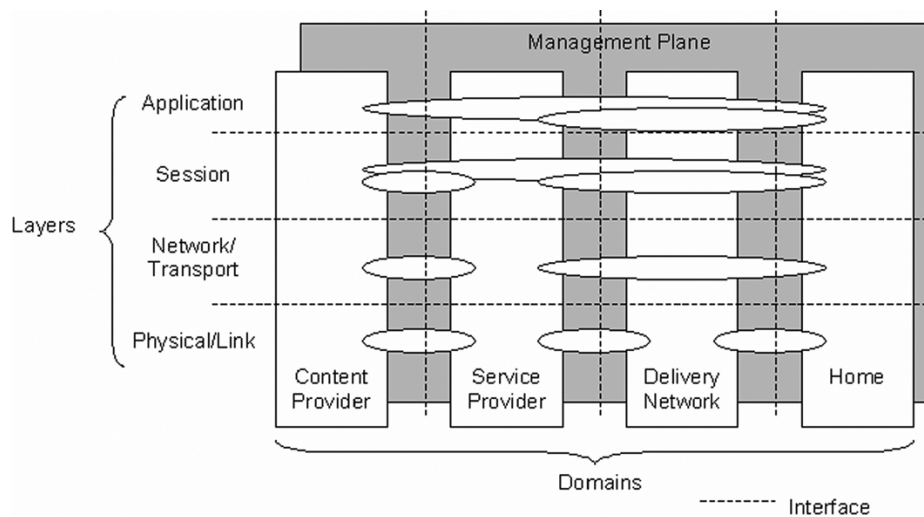 Management Plane
Application
Session
Layers
Network/
Transport
Physical/Link
Content
Provider
Service
Provider
Delivery
Network
Home
Domains
Interface